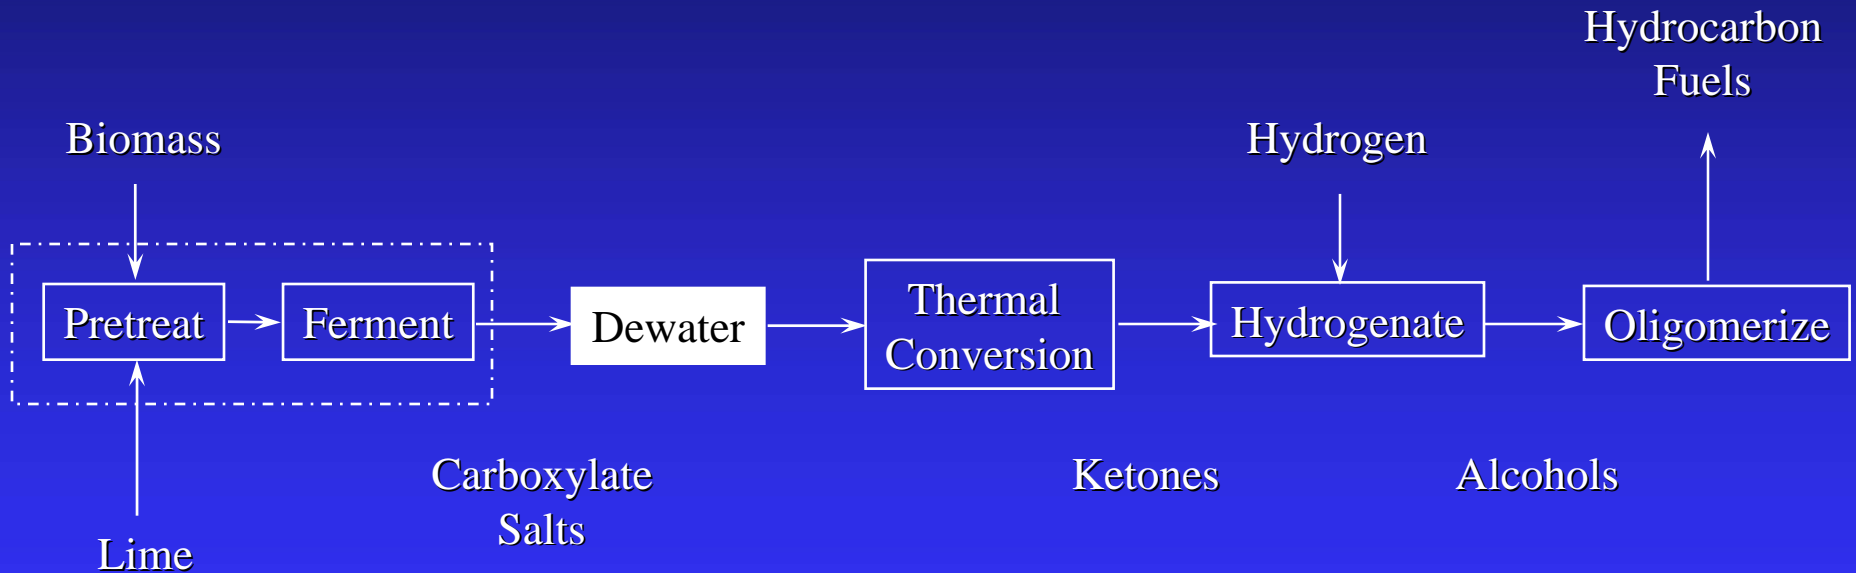 Hydrocarbon
Fuels
Biomass
Hydrogen
Pretreat
Ferment
Dewater
Thermal
Conversion
Hydrogenate
Oligomerize
Carboxylate
Salts
Ketones
Alcohols
Lime